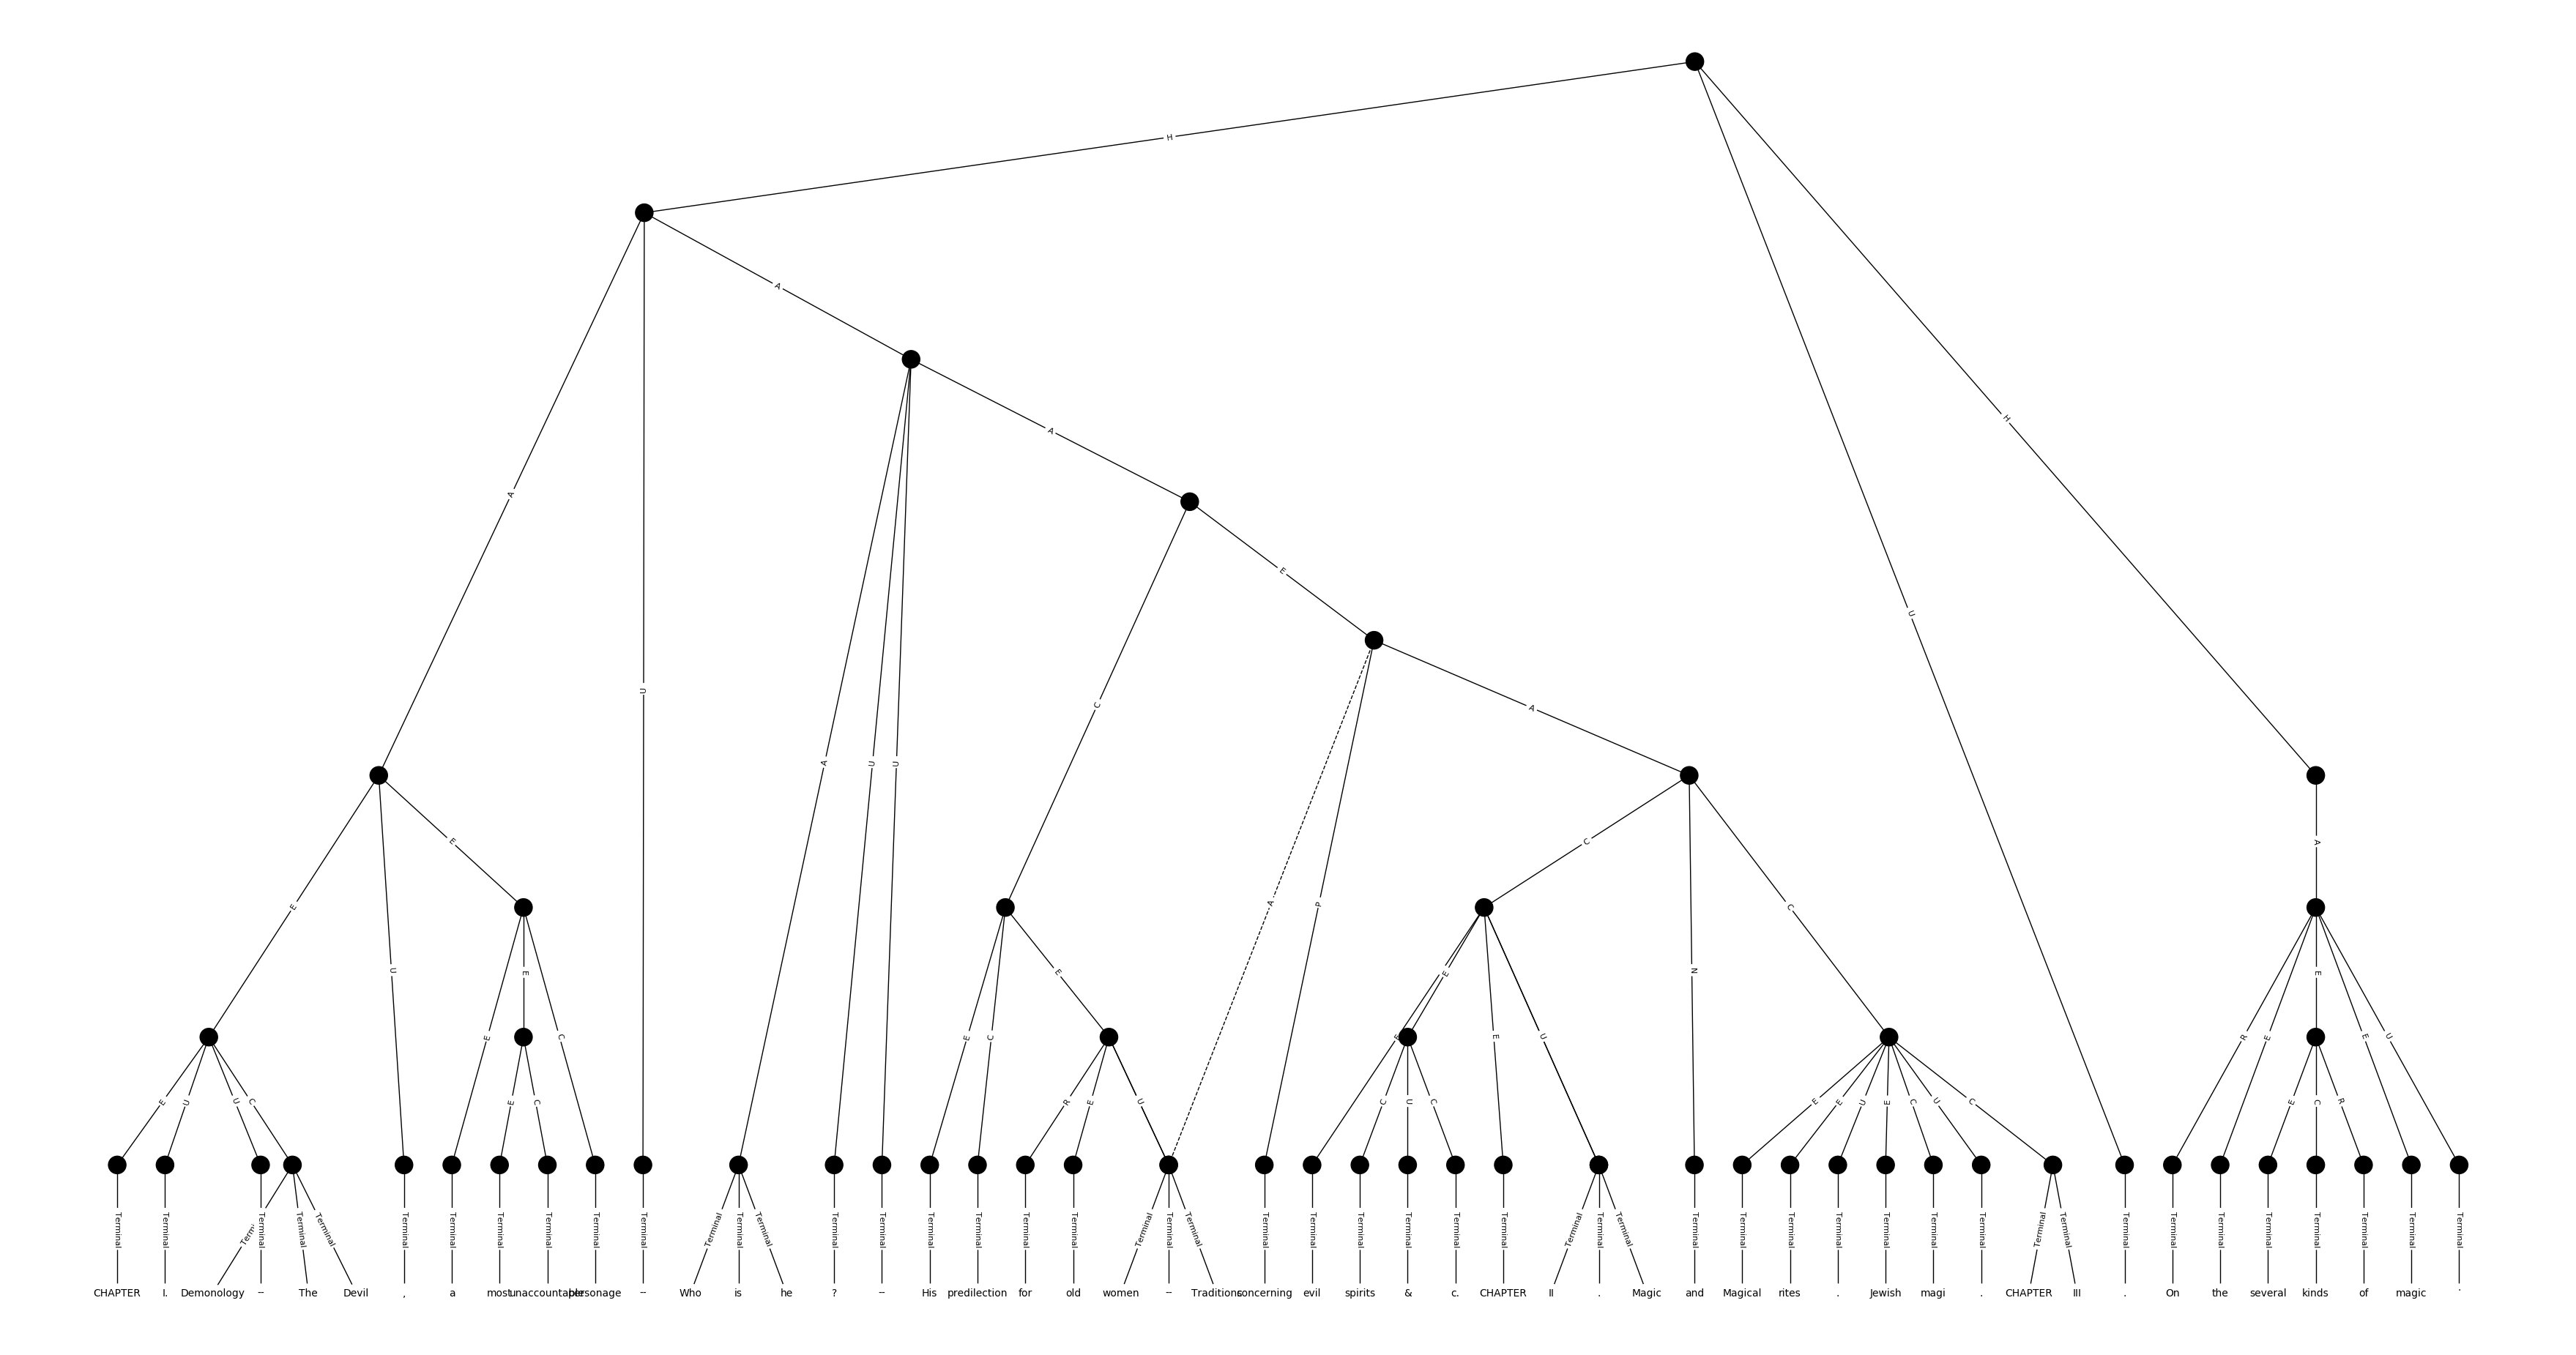 H
A
A
H
A
E
U
A
U
A
E
U
E
C
A
P
A
C
N
C
A
E
E
C
E
C
E
E
E
E
U
R
E
E
E
U
E
U
U
C
E
C
R
E
U
C
U
C
E
E
U
E
C
U
C
E
C
R
Terminal Terminal Terminal Terminal Terminal Terminal Terminal Terminal Terminal Terminal Terminal Terminal Terminal Terminal Terminal Terminal Terminal Terminal Terminal Terminal Terminal Terminal Terminal Terminal Terminal Terminal Terminal Terminal Terminal Terminal Terminal Terminal Terminal Terminal Terminal Terminal Terminal Terminal Terminal Terminal Terminal Terminal Terminal Terminal Terminal Terminal Terminal Terminal Terminal
CHAPTER I. Demonology -- The Devil , a most unaccountable personage -- Who is he ? -- His predilection for old women -- Traditions concerning evil spirits & c. CHAPTER II . Magic and Magical rites . Jewish magi . CHAPTER III . On the several kinds of magic .